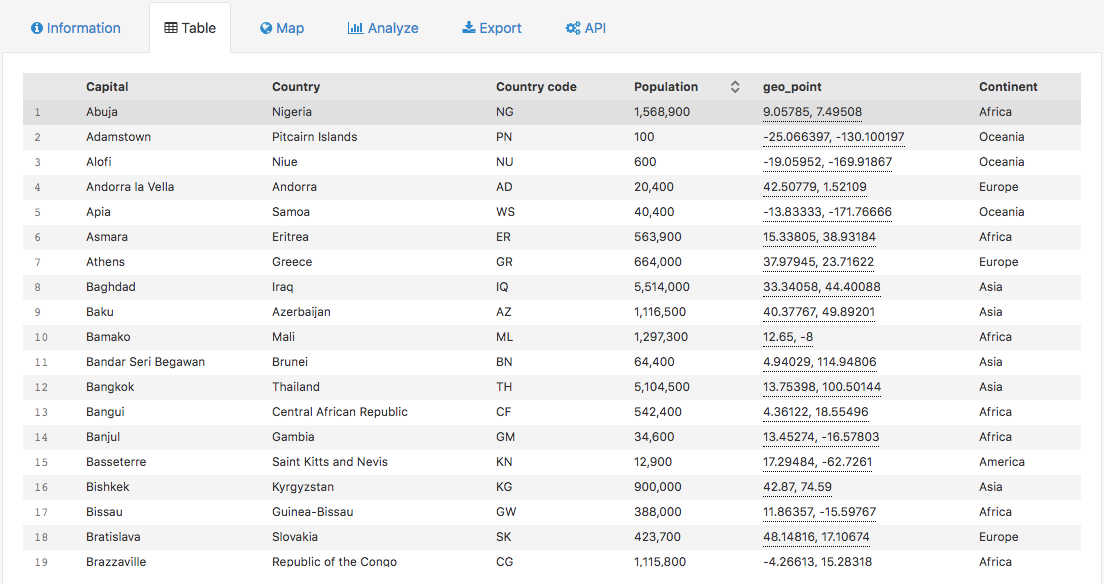 Information Table Map Analyze Export API
Capital Country Country code Population geo_point Continent
1 Abuja Nigeria NG 1,568,900 9.05785, 7.49508 Africa
2 Adamstown Pitcairn Islands PN 100 -25.066397, -130.100197 Oceania
3 Alofi Niue NU 600 -19.05952, -169.91867 Oceania
4 Andorra la Vella Andorra AD 20,400 42.50779, 1.52109 Europe
5 Apia Samoa WS 40,400 -13.83333, -171.76666 Oceania
6 Asmara Eritrea ER 563,900 15.33805, 38.93184 Africa
7 Athens Greece GR 664,000 37.97945, 23.71622 Europe
8 Baghdad Iraq IQ 5,514,000 33.34058, 44.40088 Asia
9 Baku Azerbaijan AZ 1,116,500 40.37767, 49.89201 Asia
10 Bamako Mali ML 1,297,300 12.65, -8 Africa
11 Bandar Seri Begawan Brunei BN 64,400 4.94029, 114.94806 Asia
12 Bangkok Thailand TH 5,104,500 13.75398, 100.50144 Asia
13 Bangui Central African Republic CF 542,400 4.36122, 18.55496 Africa
14 Banjul Gambia GM 34,600 13.45274, -16.57803 Africa
15 Basseterre Saint Kitts and Nevis KN 12,900 17.29484, -62.7261 America
16 Bishkek Kyrgyzstan KG 900,000 42.87, 74.59 Asia
17 Bissau Guinea-Bissau GW 388,000 11.86357, -15.59767 Africa
18 Bratislava Slovakia SK 423,700 48.14816, 17.10674 Europe
19 Brazzaville Republic of the Congo CG 1,115,800 -4.26613, 15.28318 Africa